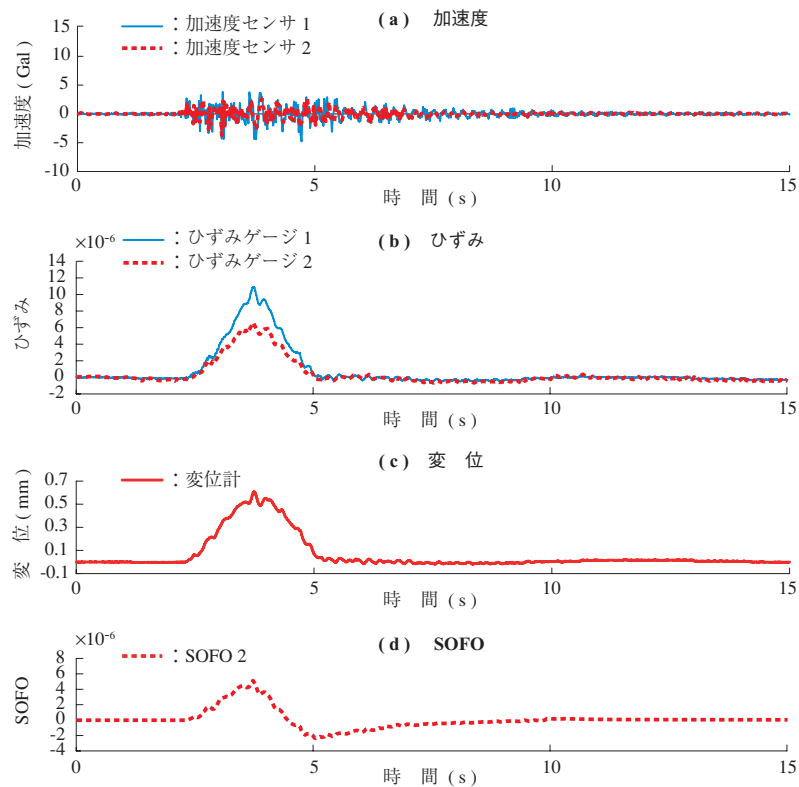 (a) 加速度
15
10
5
0
-5
-10
加速度(Gal)
：加速度センサ1
：加速度センサ2
0 5 10 15
時 間(s)
(b) ひずみ
×10⁻⁶
14
12
10
8
6
4
2
0
-2
ひずみ
：ひずみゲージ1
：ひずみゲージ2
0 5 10 15
時 間(s)
(c) 変 位
0.7
0.5
0.3
0.1
-0.1
変 位(mm)
：変位計
0 5 10 15
時 間(s)
(d) SOFO
×10⁻⁶
8
6
4
2
0
-2
-4
SOFO
：SOFO 2
0 5 10 15
時 間(s)